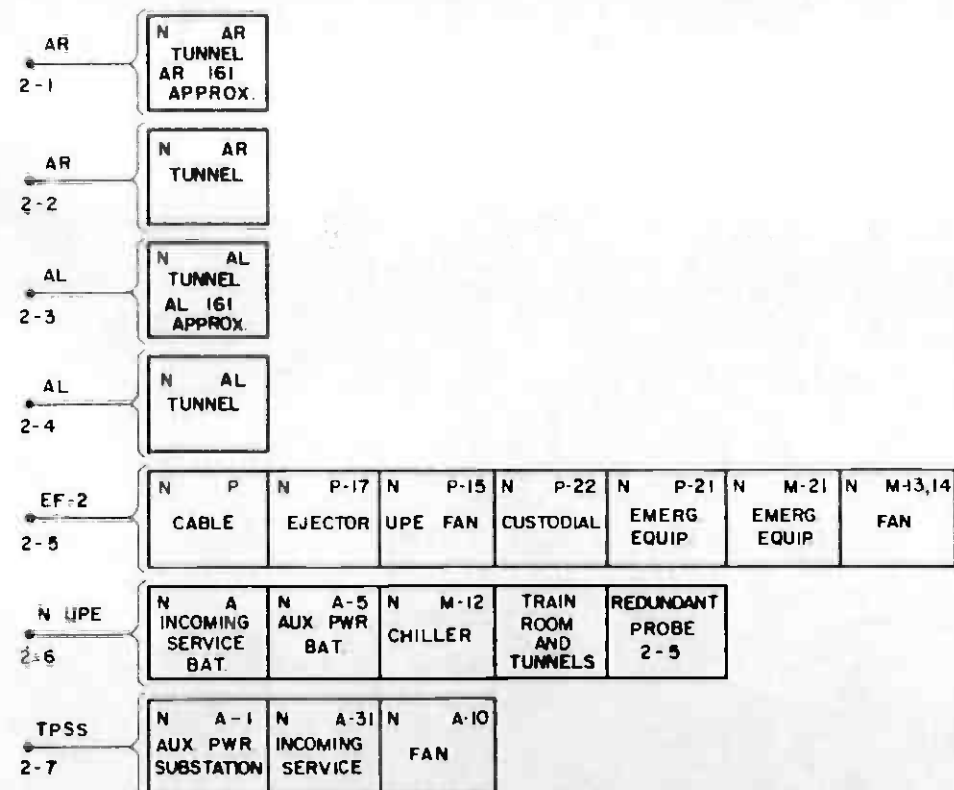 AR
2-1
N AR
TUNNEL
AR 161
APPROX.
AR
2-2
N AR
TUNNEL
AL
2-3
N AL
TUNNEL
AL 161
APPROX.
AL
2-4
N AL
TUNNEL
EF-2
2-5
N P
CABLE
N P-17
EJECTOR
N P-15
UPE FAN
N P-22
CUSTODIAL
N P-21
EMERG
EQUIP.
N M-21
EMERG
EQUIP
N M-13,14
FAN
N UPE
2-6
N A
INCOMING
SERVICE
BAT.
N A-5
AUX PWR
BAT.
N M-12
CHILLER
TRAIN
ROOM
AND
TUNNELS
REDUNDANT
PROBE
2-5
TPSS
2-7
N A-1
AUX PWR
SUBSTATION
N A-31
INCOMING
SERVICE
N A-10
FAN